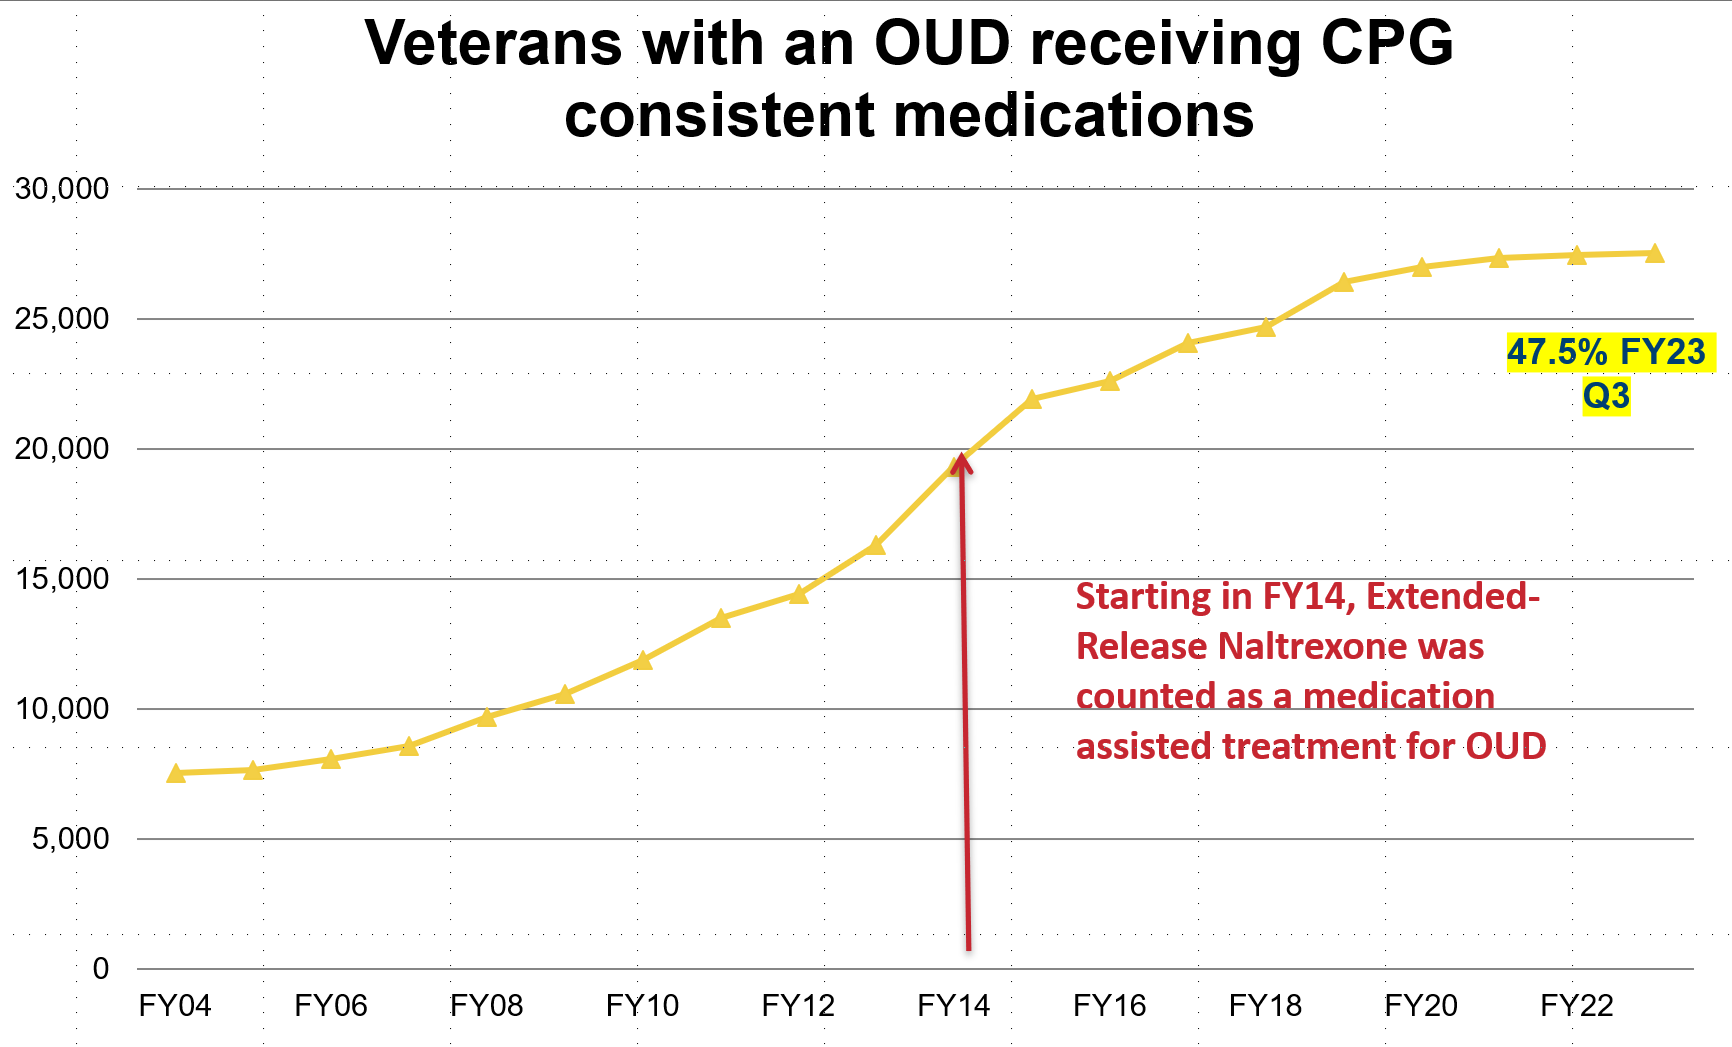 Veterans with an OUD receiving CPG
consistent medications
30,000
25,000
20,000
15,000
10,000
5,000
0
47.5% FY23
Q3
Starting in FY14, Extended-
Release Naltrexone was
counted as a medication
assisted treatment for OUD
FY04 FY06 FY08 FY10 FY12 FY14 FY16 FY18 FY20 FY22